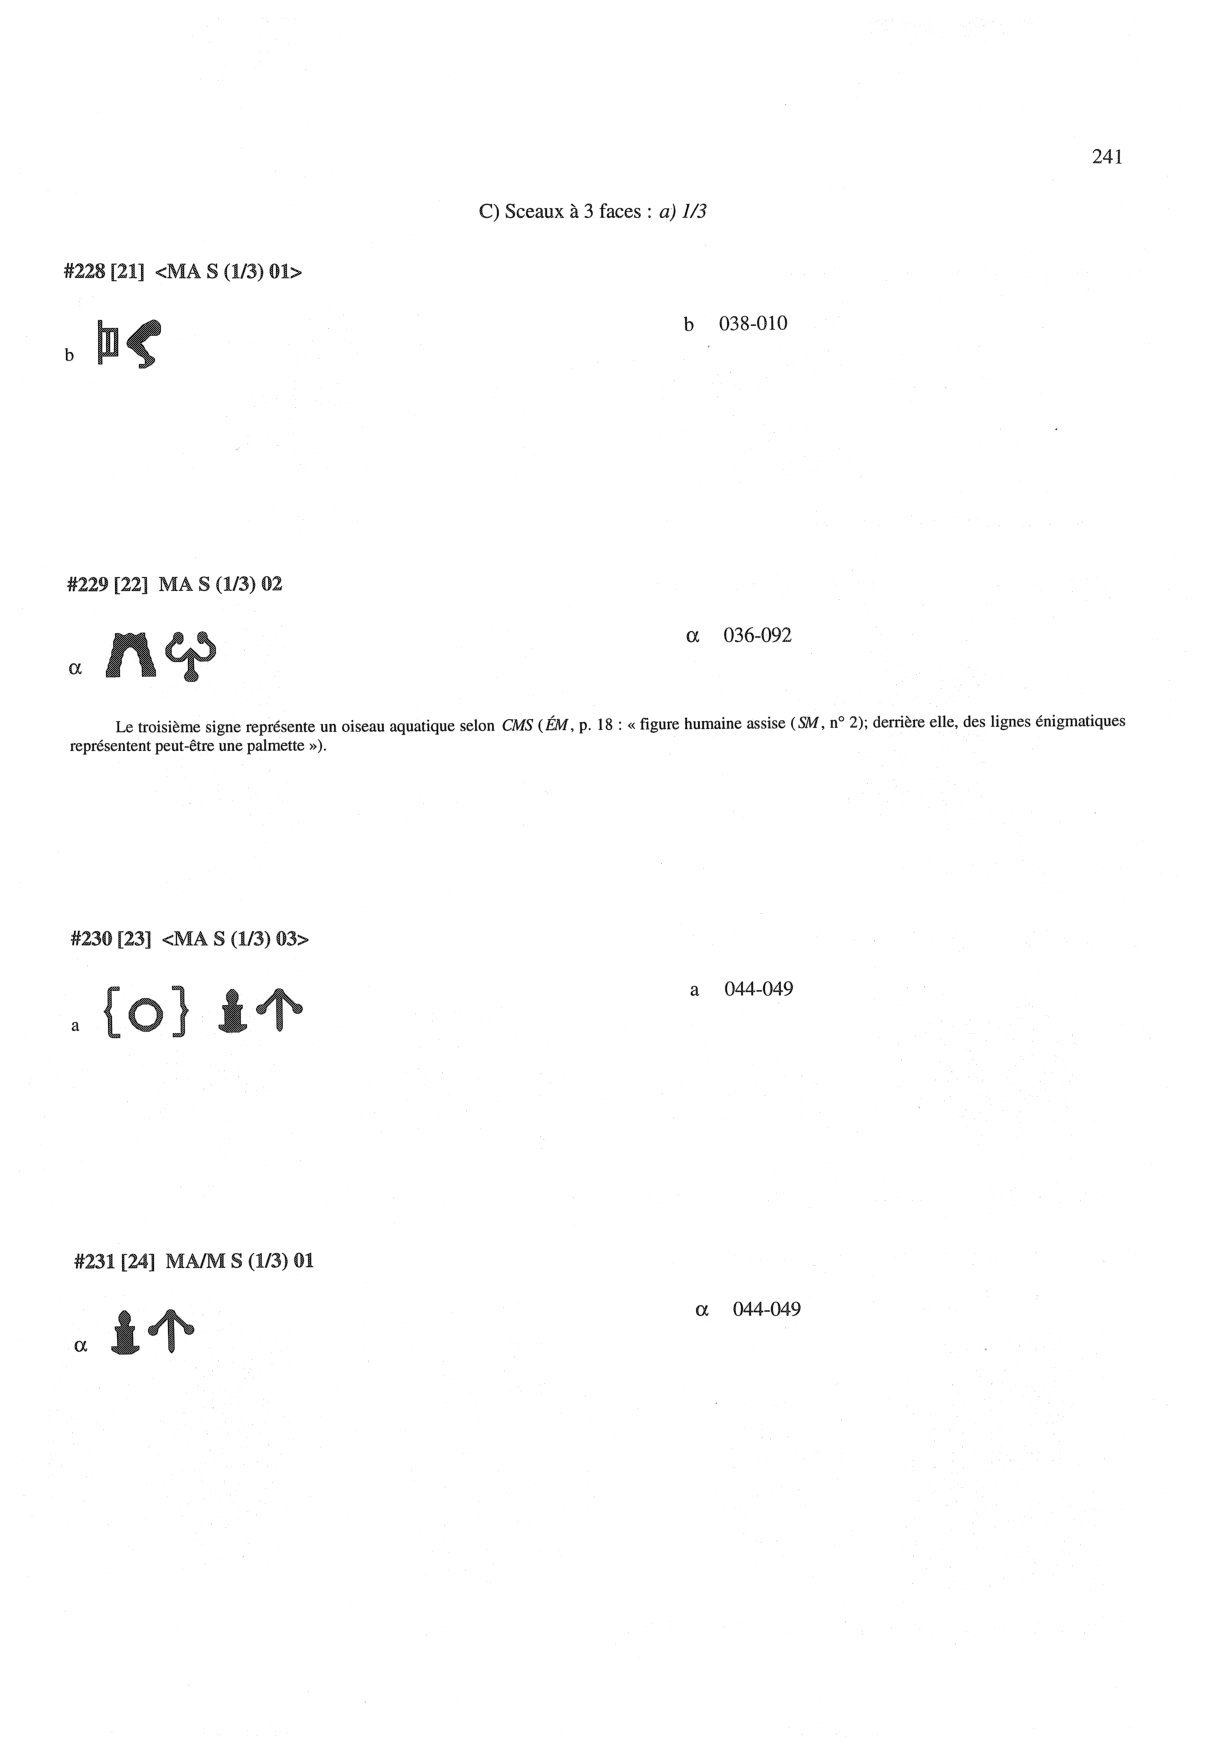 241
C) Sceaux à 3 faces : a) 1/3
#228 [21] <MA S (1/3) 01>
b 038-010
b
#229 [22] MA S (1/3) 02
α 036-092
α
Le troisième signe représente un oiseau aquatique selon CMS (ÉM, p. 18 : « figure humaine assise (SM, n° 2); derrière elle, des lignes énigmatiques
représentent peut-être une palmette »).
#230 [23] <MA S (1/3) 03>
a 044-049
a { }
#231 [24] MA/M S (1/3) 01
α 044-049
α